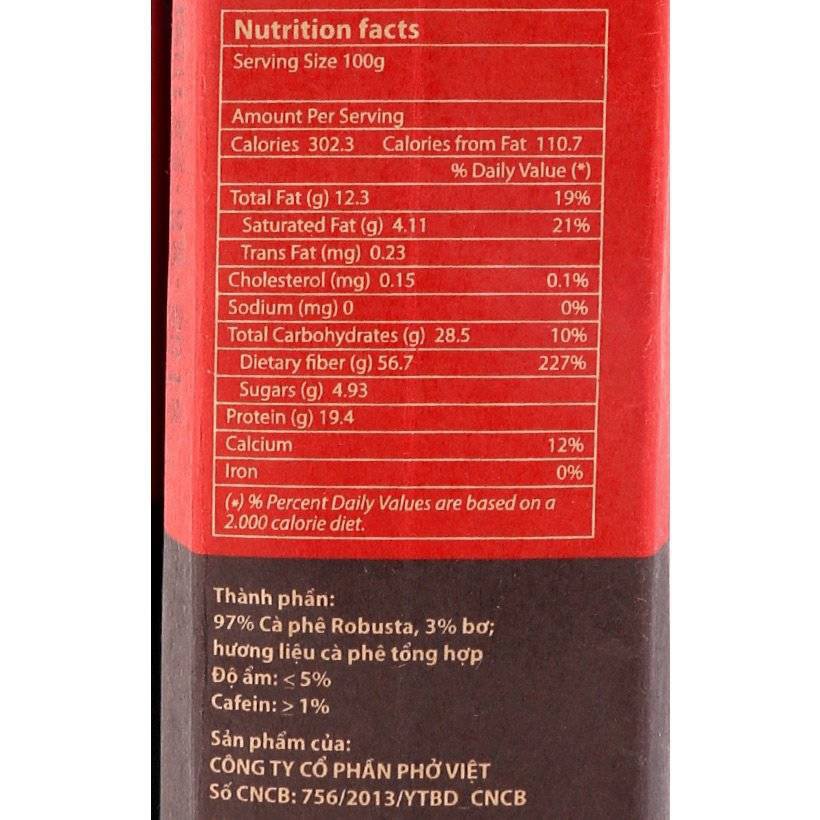 Nutrition facts
Serving Size 100g
Amount Per Serving
Calories 302.3 Calories from Fat 110.7
% Daily Value (*)
Total Fat (g) 12.3 19%
Saturated Fat (g) 4.11 21%
Trans Fat (mg) 0.23
Cholesterol (mg) 0.15 0.1%
Sodium (mg) 0 0%
Total Carbohydrates (g) 28.5 10%
Dietary fiber (g) 56.7 227%
Sugars (g) 4.93
Protein (g) 19.4
Calcium 12%
Iron 0%
(*) % Percent Daily Values are based on a
2.000 calorie diet.
Thành phần:
97% Cà phê Robusta, 3% bơ;
hương liệu cà phê tổng hợp
Độ ẩm: ≤ 5%
Cafein: ≥ 1%
Sản phẩm của:
CÔNG TY CỔ PHẦN PHỞ VIỆT
Số CNCB: 756/2013/YTBD_CNCB